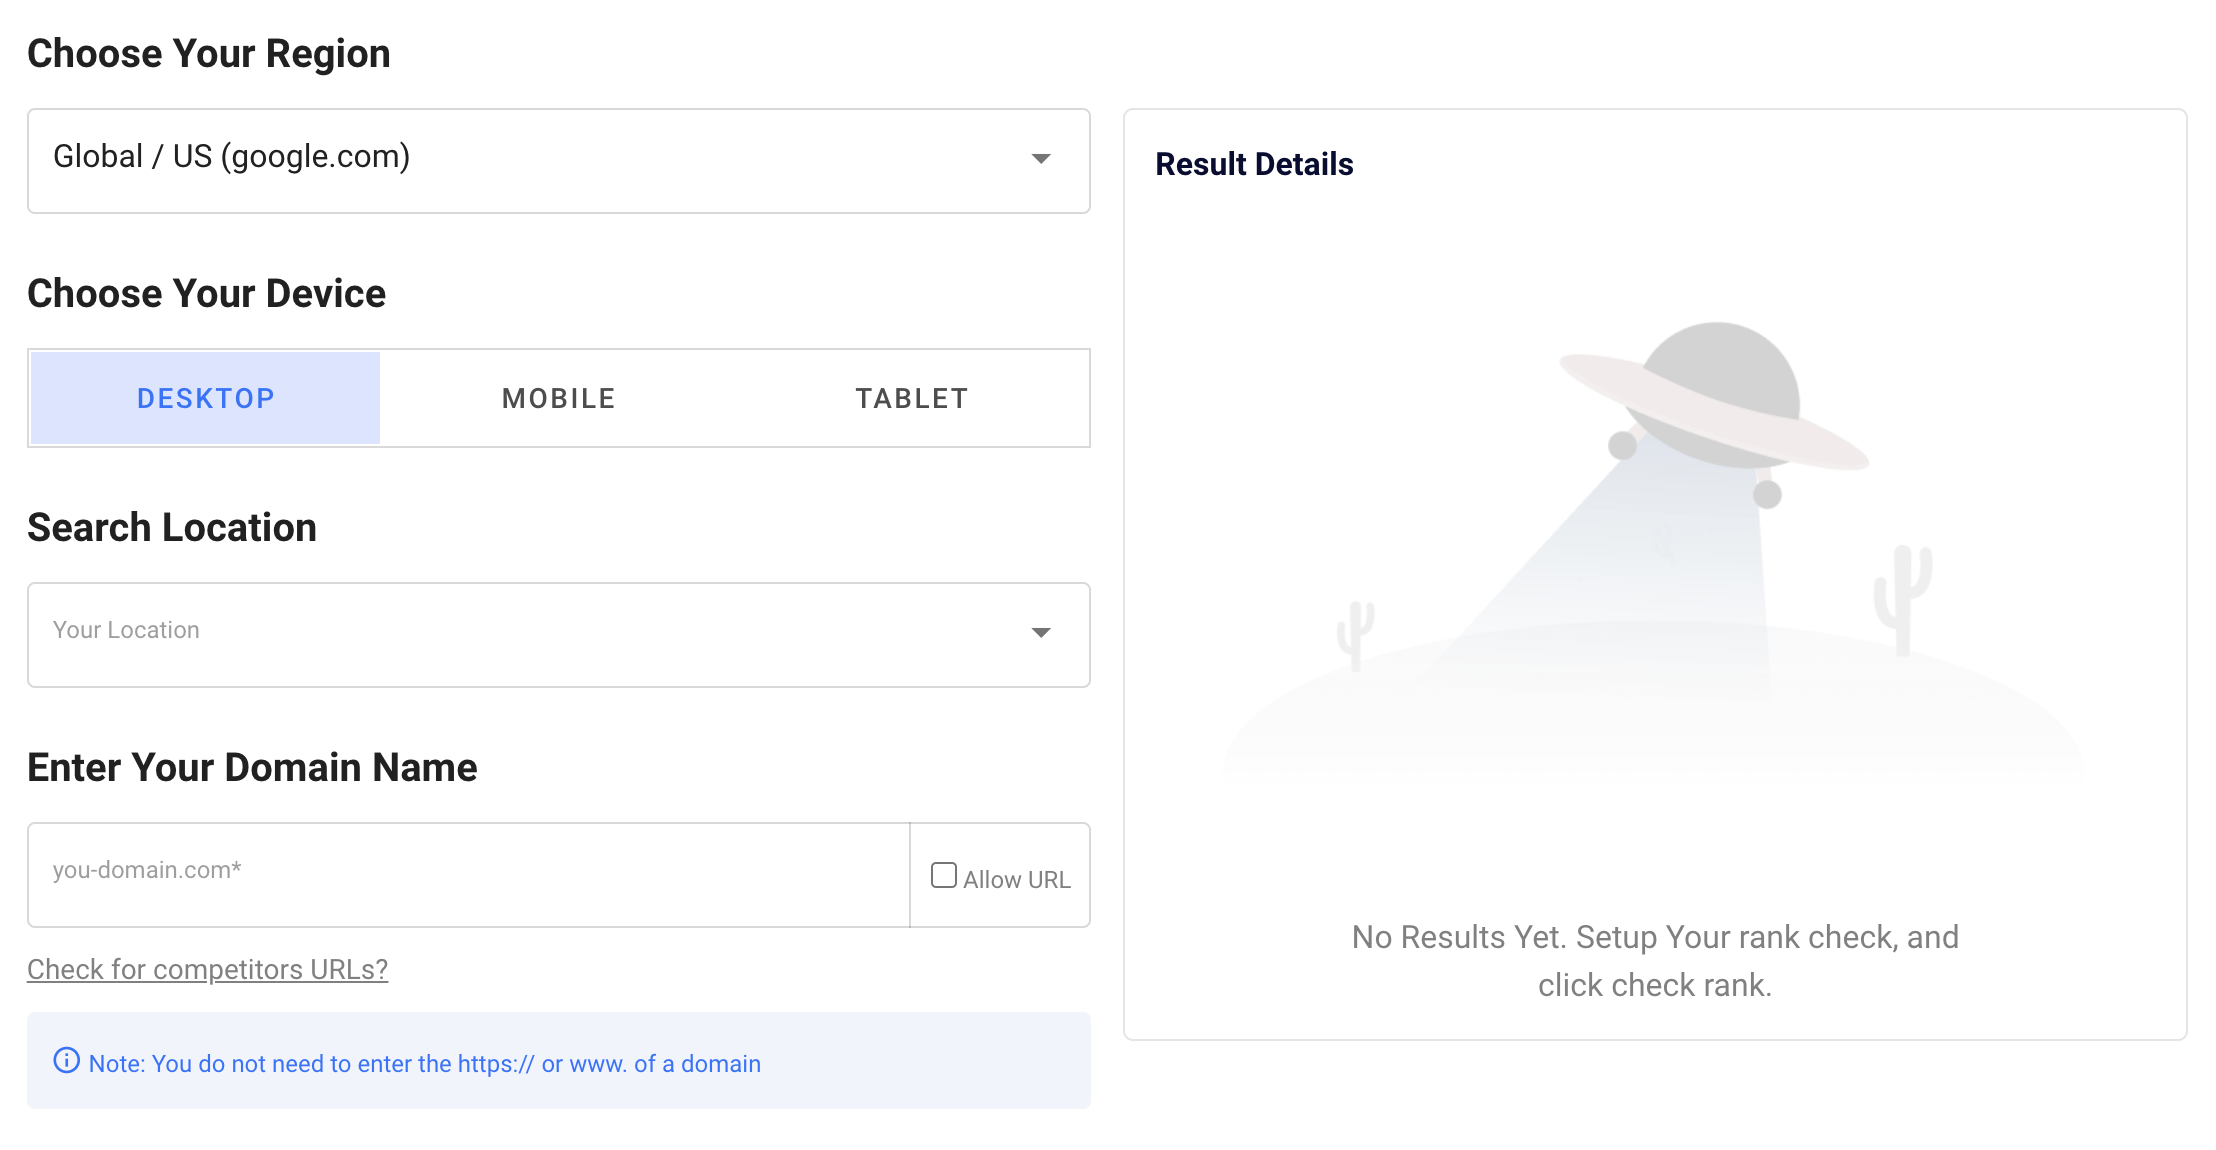 Choose Your Region
Global / US (google.com)
Choose Your Device
DESKTOP MOBILE TABLET
Search Location
Your Location
Enter Your Domain Name
you-domain.com*
Allow URL
Check for competitors URLs?
Note: You do not need to enter the https:// or www. of a domain
Result Details
No Results Yet. Setup Your rank check, and
click check rank.